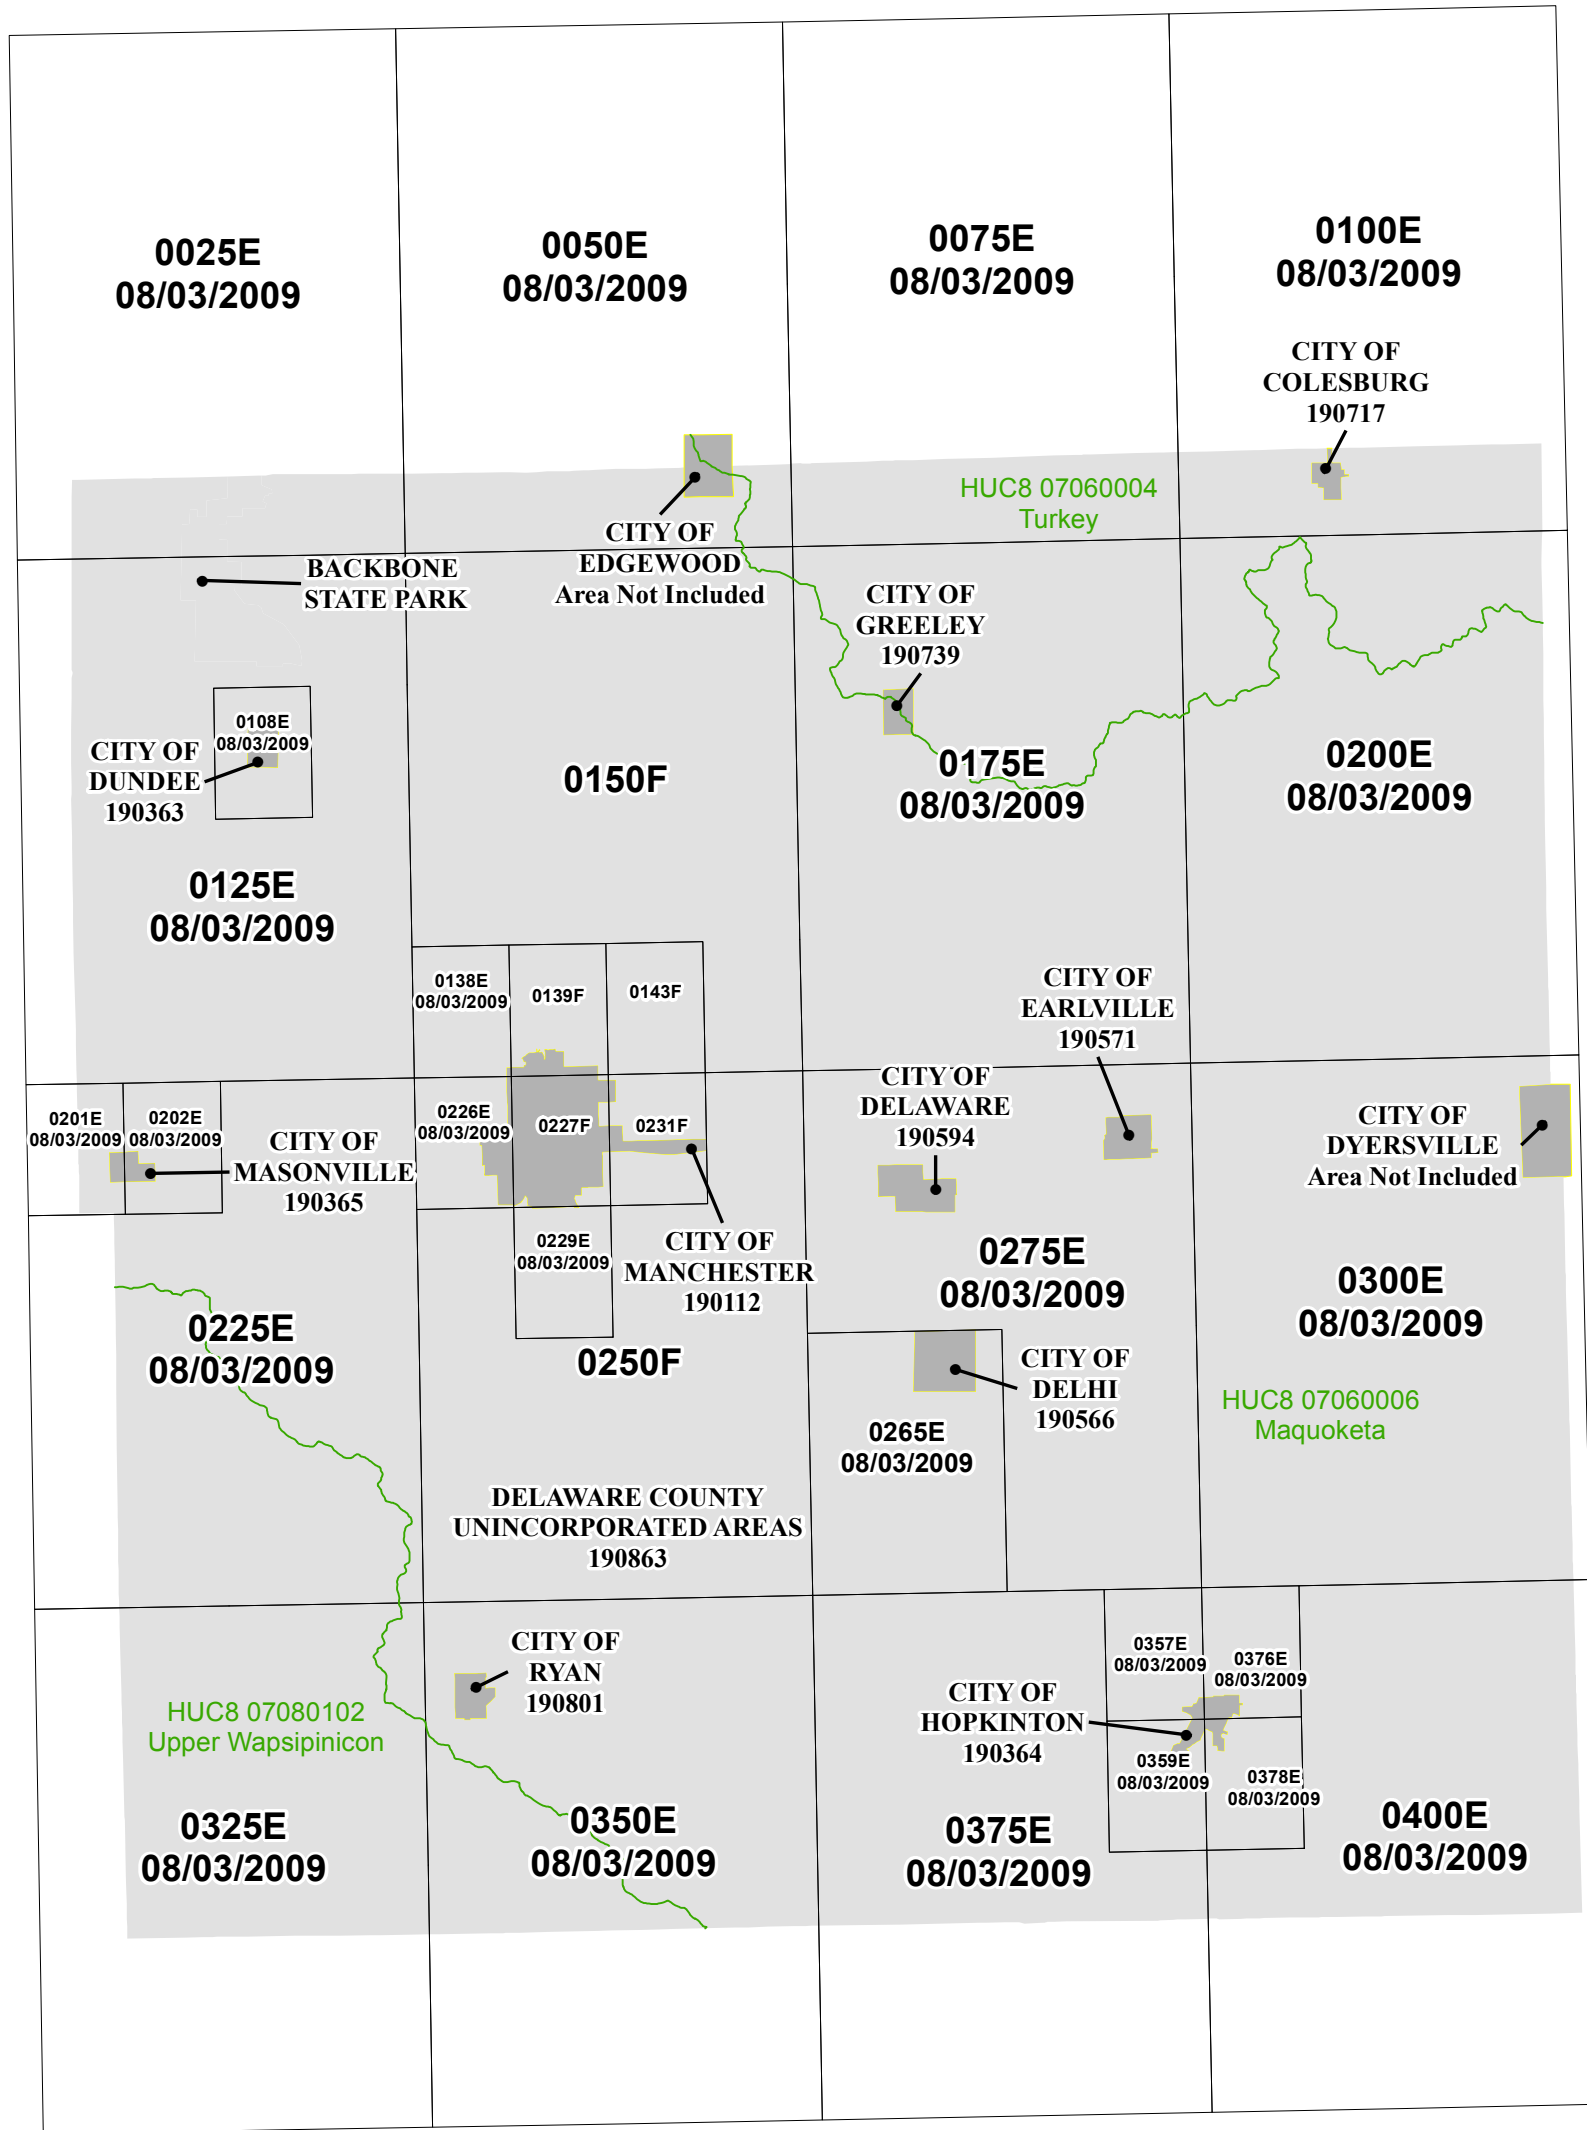 0025E
08/03/2009
0050E
08/03/2009
0075E
08/03/2009
0100E
08/03/2009
CITY OF
COLESBURG
190717
HUC8 07060004
Turkey
CITY OF
EDGEWOOD
Area Not Included
BACKBONE
STATE PARK
CITY OF
GREELEY
190739
0108E
08/03/2009
CITY OF
DUNDEE
190363
0150F
0175E
08/03/2009
0200E
08/03/2009
0125E
08/03/2009
0138E
08/03/2009
0139F
0143F
CITY OF
EARLVILLE
190571
CITY OF
DELAWARE
190594
0201E
08/03/2009
0202E
08/03/2009
CITY OF
MASONVILLE
190365
0226E
08/03/2009
0227F
0231F
CITY OF
DYERSVILLE
Area Not Included
0229E
08/03/2009
CITY OF
MANCHESTER
190112
0275E
08/03/2009
0300E
08/03/2009
0225E
08/03/2009
0250F
CITY OF
DELHI
190566
HUC8 07060006
Maquoketa
0265E
08/03/2009
DELAWARE COUNTY
UNINCORPORATED AREAS
190863
CITY OF
RYAN
190801
0357E
08/03/2009
0376E
08/03/2009
CITY OF
HOPKINTON
190364
HUC8 07080102
Upper Wapsipinicon
0359E
08/03/2009
0378E
08/03/2009
0325E
08/03/2009
0350E
08/03/2009
0375E
08/03/2009
0400E
08/03/2009